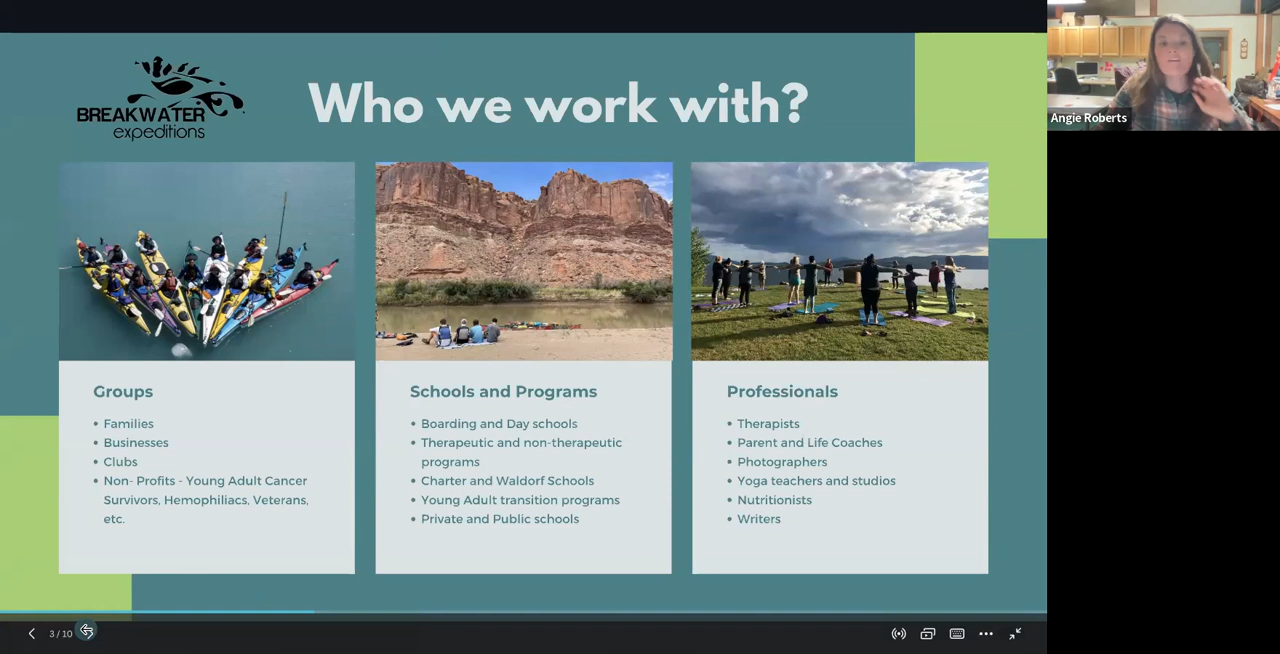 BREAKWATER
expeditions
Who we work with?
Angie Roberts
Groups
• Families
• Businesses
• Clubs
• Non- Profits - Young Adult Cancer
Survivors, Hemophiliacs, Veterans,
etc.
Schools and Programs
• Boarding and Day schools
• Therapeutic and non-therapeutic
programs
• Charter and Waldorf Schools
• Young Adult transition programs
• Private and Public schools
Professionals
• Therapists
• Parent and Life Coaches
• Photographers
• Yoga teachers and studios
• Nutritionists
• Writers
3 / 10